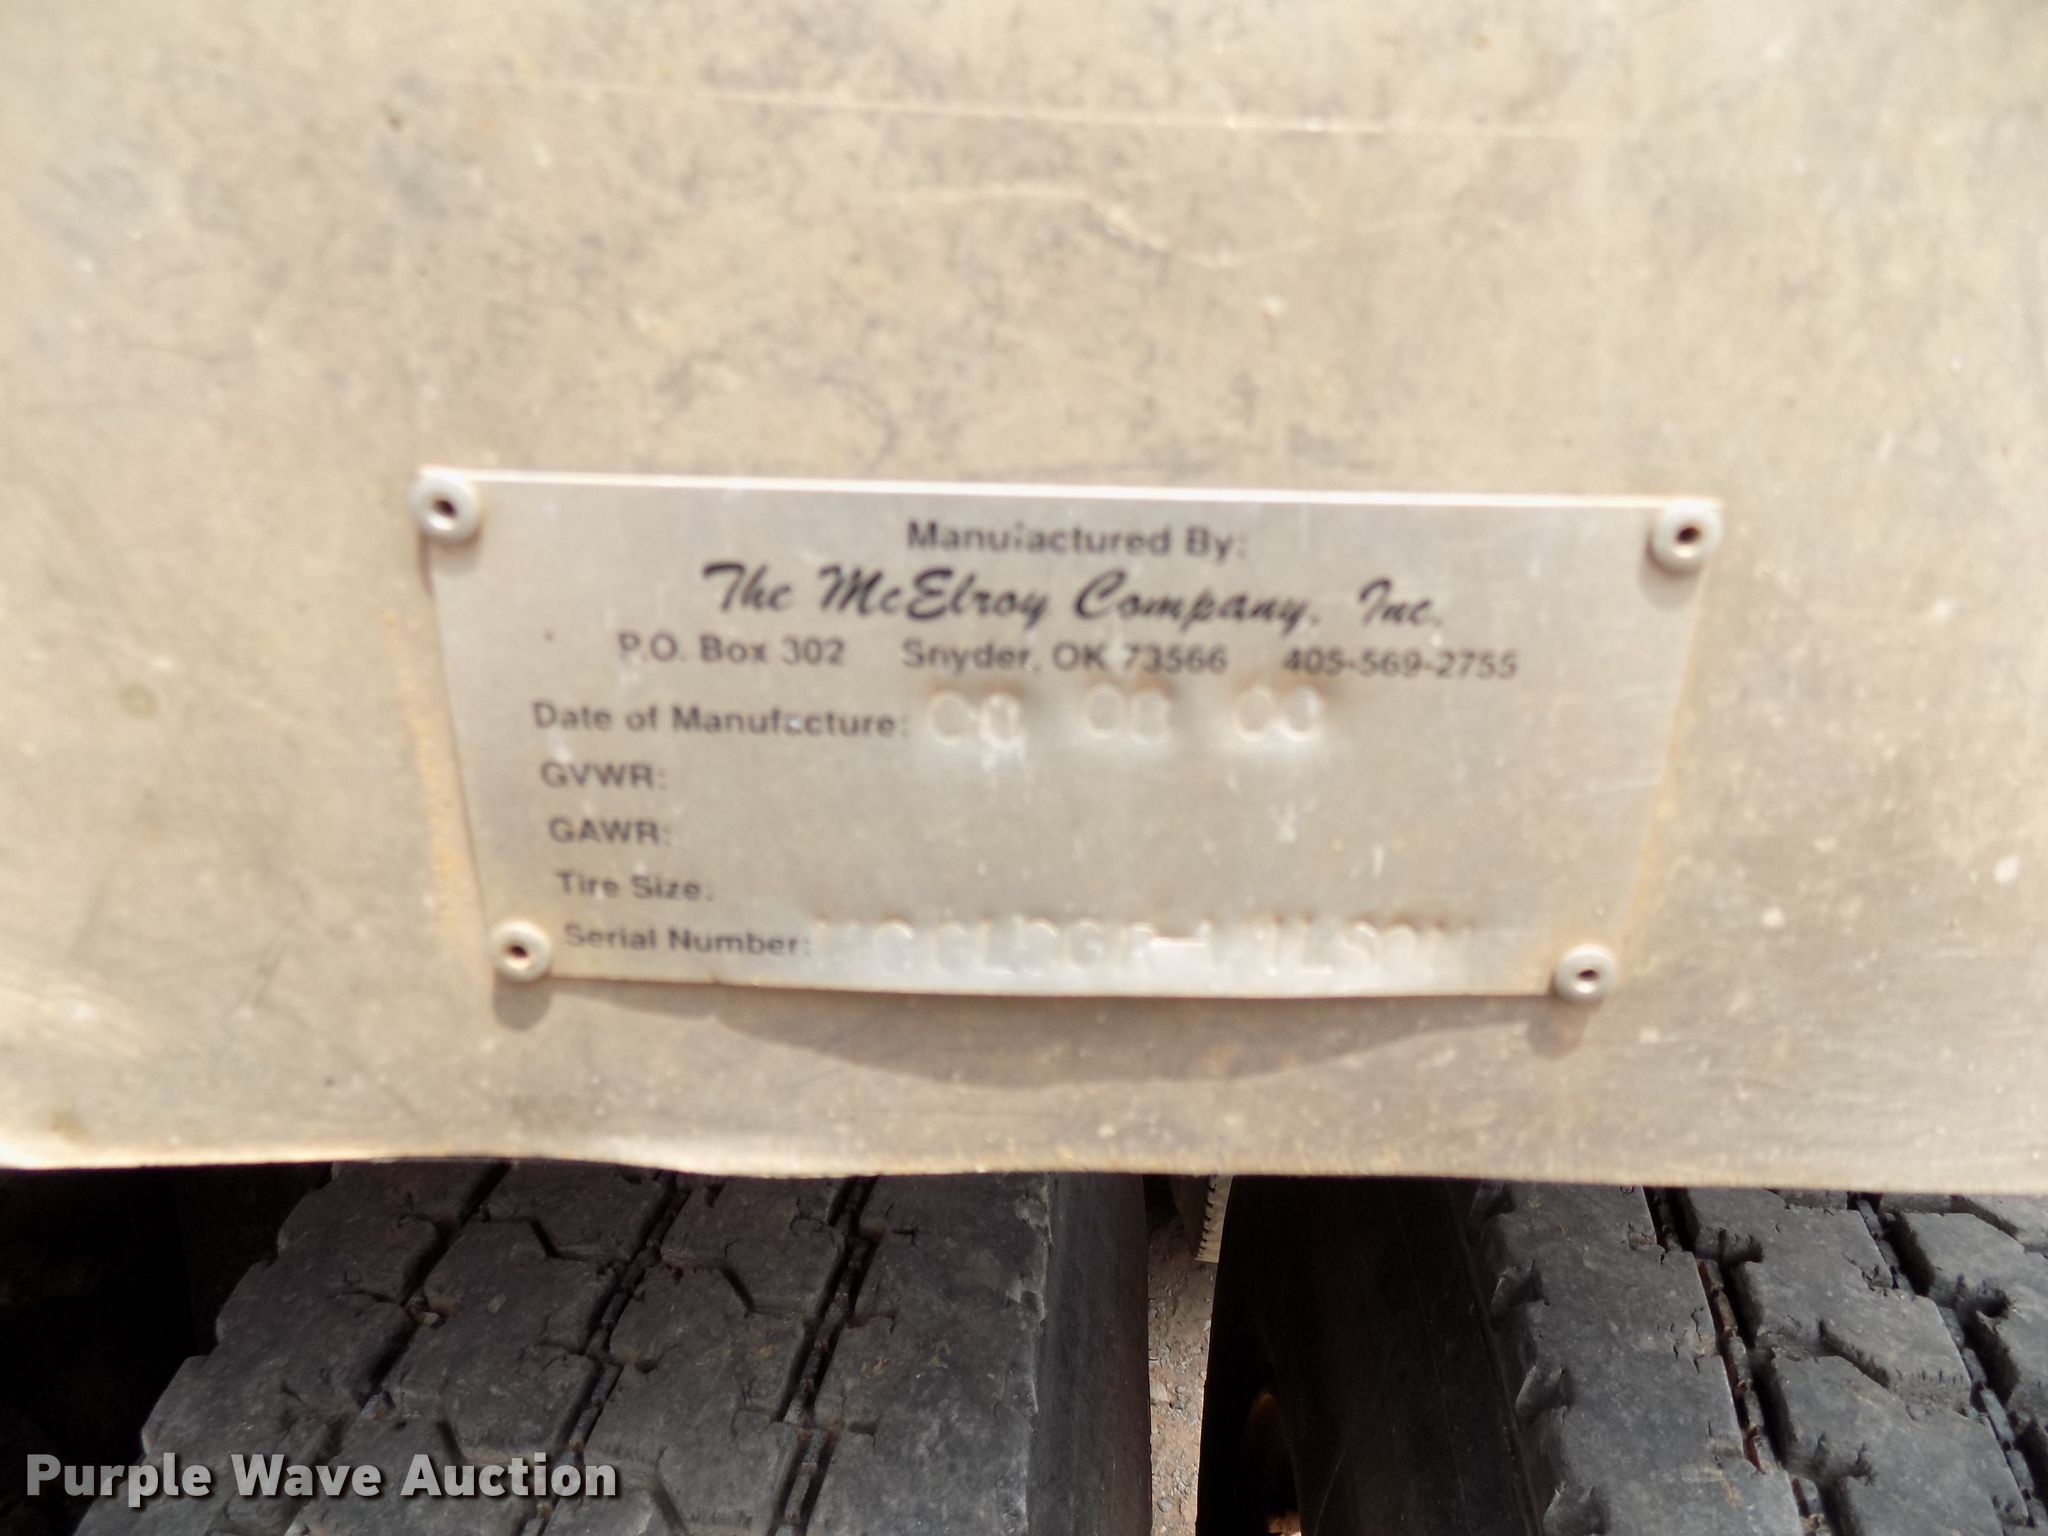 Manufactured By:
The McElroy Company, Inc.
P.O. Box 302 Snyder, OK 73566 405-569-2755
Date of Manufacture:
GVWR:
GAWR:
Tire Size:
Serial Number:
Purple Wave Auction